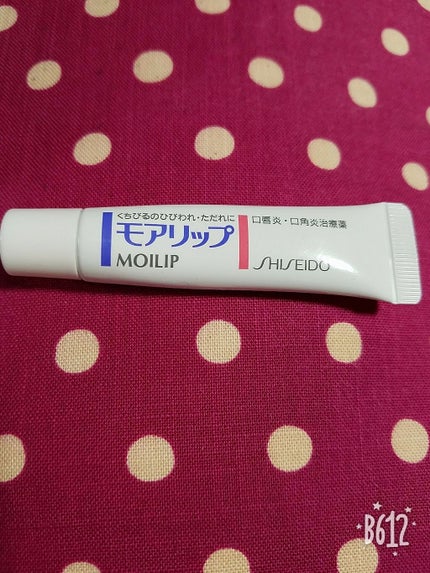 くちびるのひびわれ・ただれに
モアリップ
MOILIP
口唇炎・口角炎治療薬
SHISEIDO
B612